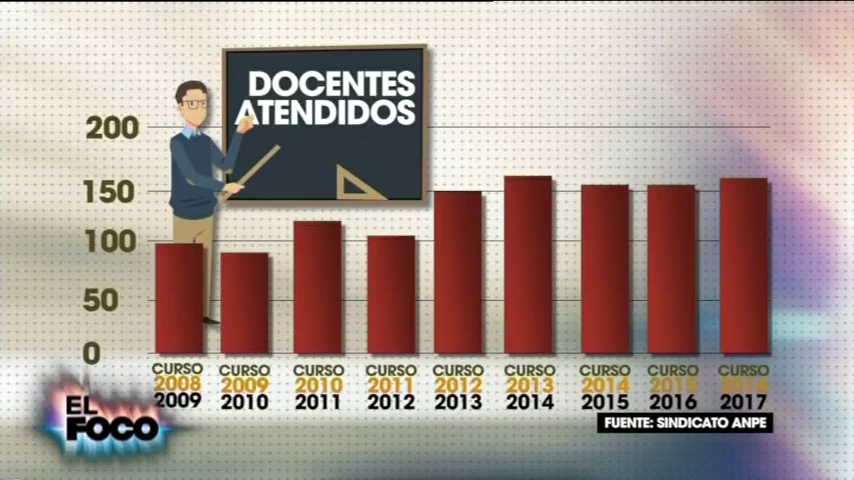 DOCENTES
ATENDIDOS
200
150
100
50
0
CURSO CURSO CURSO CURSO CURSO CURSO CURSO CURSO CURSO
2008 2009 2010 2011 2012 2013 2014 2015 2016
2009 2010 2011 2012 2013 2014 2015 2016 2017
EL
FOCO
FUENTE: SINDICATO ANPE